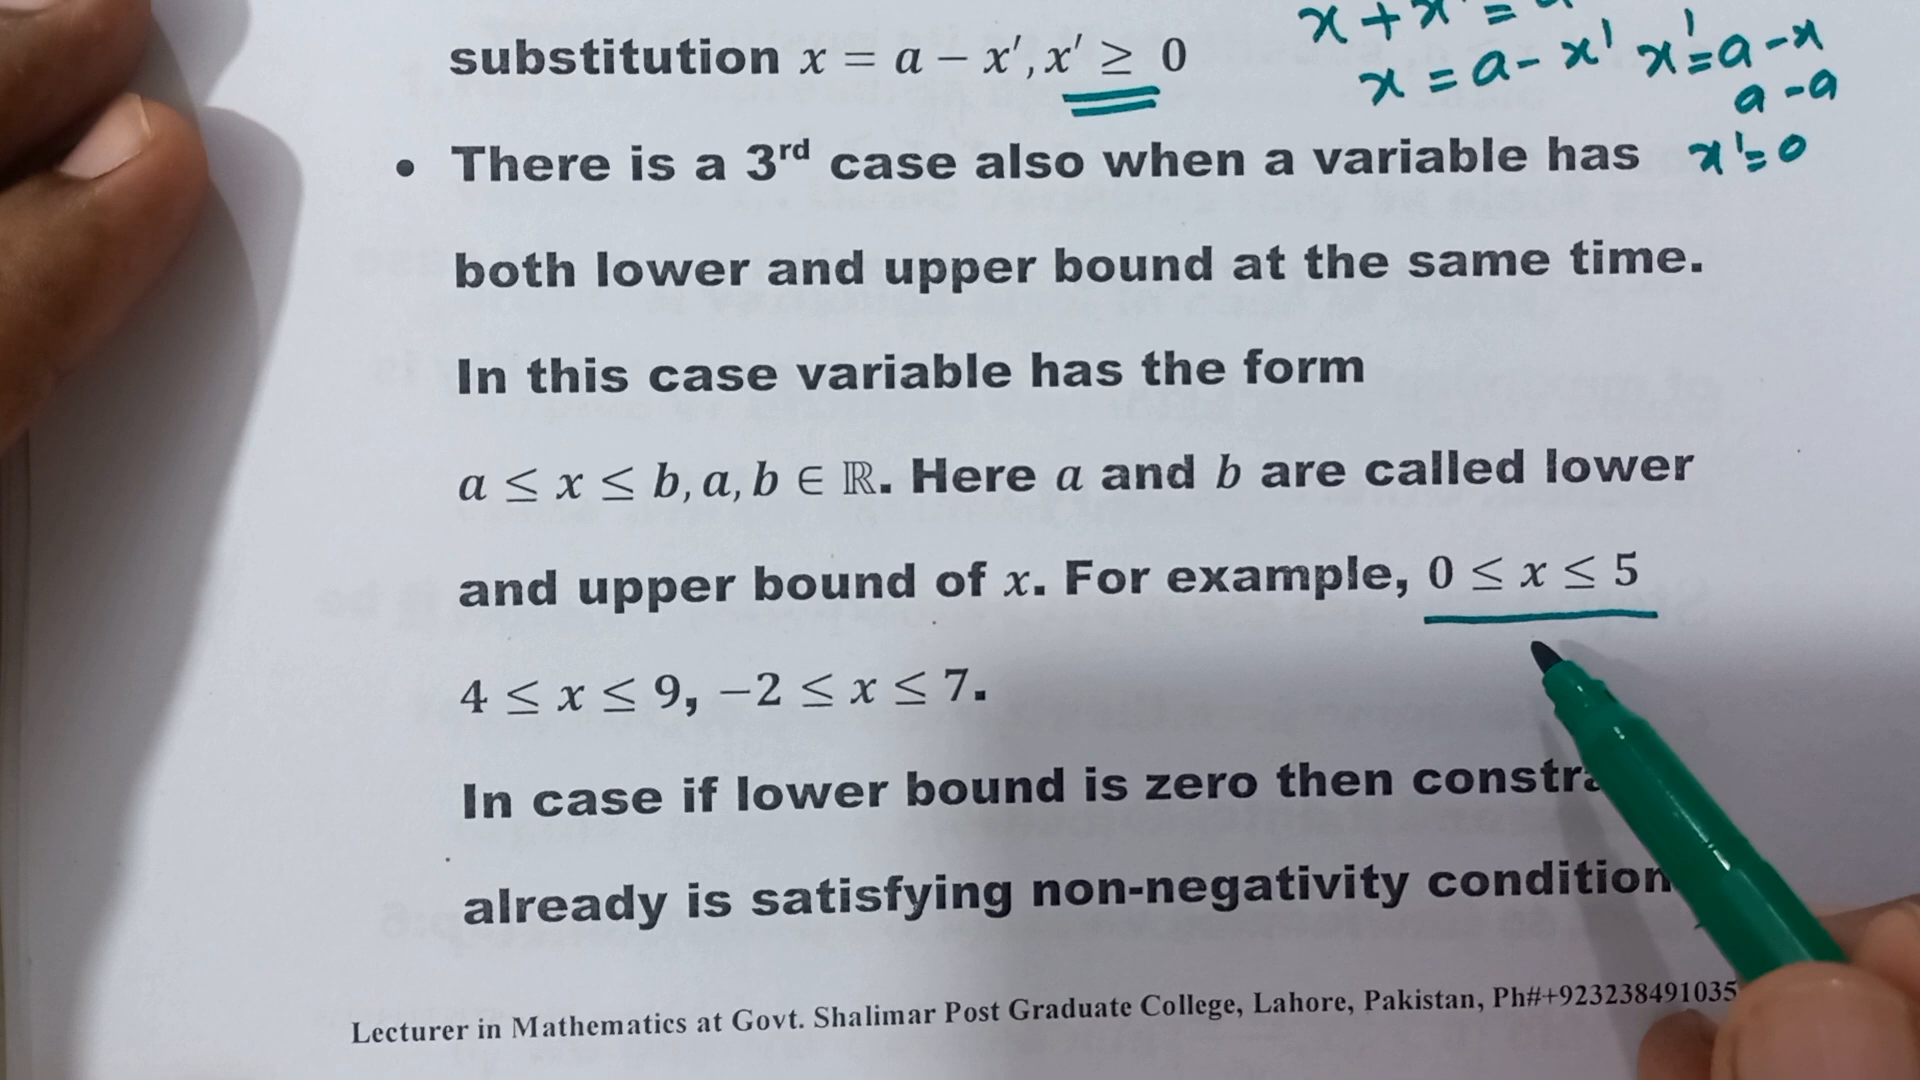 x + x' =
substitution x = a − x', x' ≥ 0
x = a - x' x' = a - x
a - a
x' = 0
• There is a 3rd case also when a variable has
both lower and upper bound at the same time.
In this case variable has the form
a ≤ x ≤ b, a, b ∈ ℝ. Here a and b are called lower
and upper bound of x. For example, 0 ≤ x ≤ 5
4 ≤ x ≤ 9, −2 ≤ x ≤ 7.
In case if lower bound is zero then
already is satisfying non-negativity condition
Lecturer in Mathematics at Govt. Shalimar Post Graduate College, Lahore, Pakistan, Ph#+923238491035